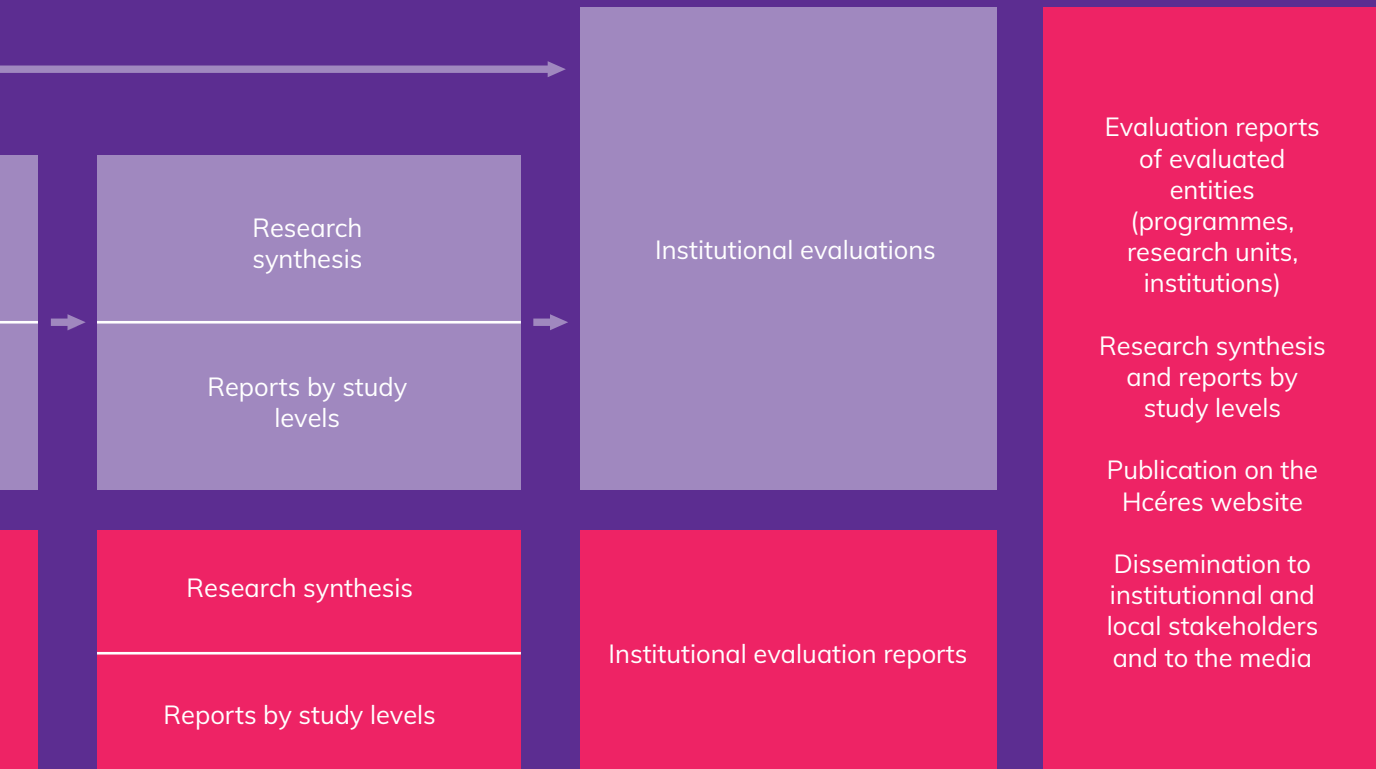 Research
synthesis
Reports by study
levels
Institutional evaluations
Research synthesis
Reports by study levels
Institutional evaluation reports
Evaluation reports
of evaluated
entities
(programmes,
research units,
institutions)
Research synthesis
and reports by
study levels
Publication on the
Hcéres website
Dissemination to
institutionnal and
local stakeholders
and to the media